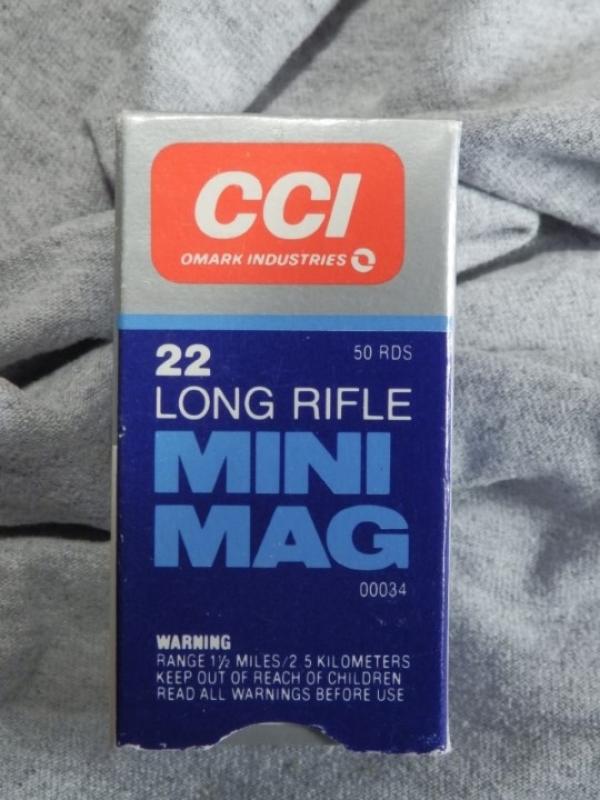 CCI
OMARK INDUSTRIES
22 50 RDS
LONG RIFLE
MINI
MAG
00034
WARNING
RANGE 1½ MILES/2.5 KILOMETERS
KEEP OUT OF REACH OF CHILDREN
READ ALL WARNINGS BEFORE USE